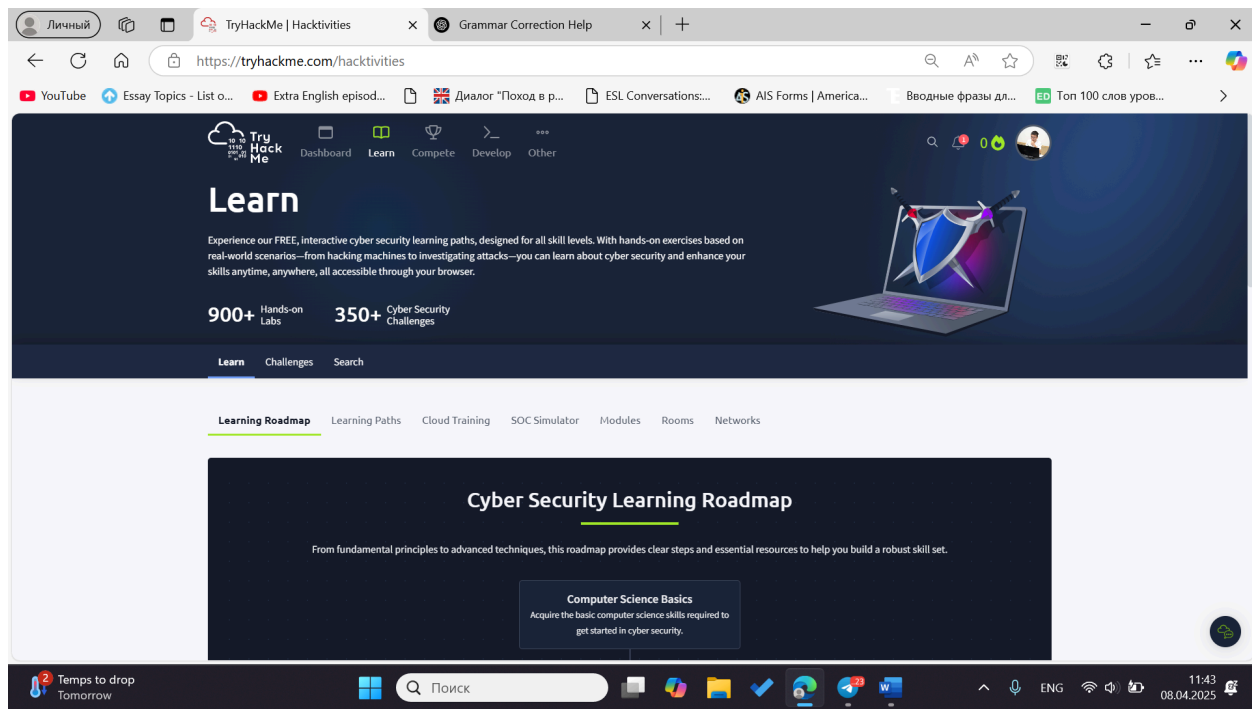 Личный
TryHackMe | Hacktivities
Grammar Correction Help
https://tryhackme.com/hacktivities
YouTube
Essay Topics - List o...
Extra English episod...
Диалог "Поход в р...
ESL Conversations:...
AIS Forms | America...
Вводные фразы дл...
ED Топ 100 слов уров...
Try
Hack
Me
Dashboard
Learn
Compete
Develop
Other
1
0
Learn
Experience our FREE, interactive cyber security learning paths, designed for all skill levels. With hands-on exercises based on
real-world scenarios—from hacking machines to investigating attacks—you can learn about cyber security and enhance your
skills anytime, anywhere, all accessible through your browser.
900+ Hands-on
Labs
350+ Cyber Security
Challenges
Learn Challenges Search
Learning Roadmap Learning Paths Cloud Training SOC Simulator Modules Rooms Networks
Cyber Security Learning Roadmap
From fundamental principles to advanced techniques, this roadmap provides clear steps and essential resources to help you build a robust skill set.
Computer Science Basics
Acquire the basic computer science skills required to
get started in cyber security.
2
Temps to drop
Tomorrow
Поиск
23
ENG
11:43
08.04.2025